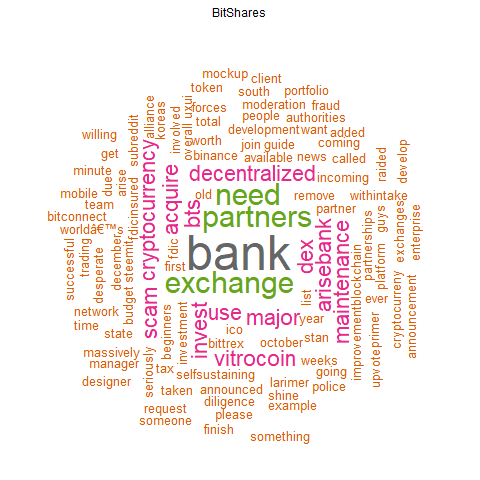 BitShares
mockup
client
token
south
portfolio
forces
moderation
fraud
people
authorities
total
development
want
added
worth
join
guide
coming
binance
available
news
called
decentralized
incoming
old
need
remove
withintake
partners
partner
bts
bank
first
fdic
exchange
use
major
year
ico
october
stan
bittrex
vitrocoin
weeks
selfsustaining
larimer
going
taken
announced
shine
police
diligence
example
request
please
someone
finish
something
willing
get
minute
mobile
team
bitconnect
worldâ€™s
network
time
state
massively
manager
designer
tax
successful
trading
desperate
december
budget
steemit
due
arise
fdicinsured
subreddit
alliance
koreas
involved
overall
uxui
scam
cryptocurrency
acquire
invest
seriously
beginners
investment
dex
list
arisebank
maintenance
improvementblockchain
partnerships
guys
platform
ever
upvoteprimer
raided
exchanges
cryptocurreny
develop
enterprise
announcement